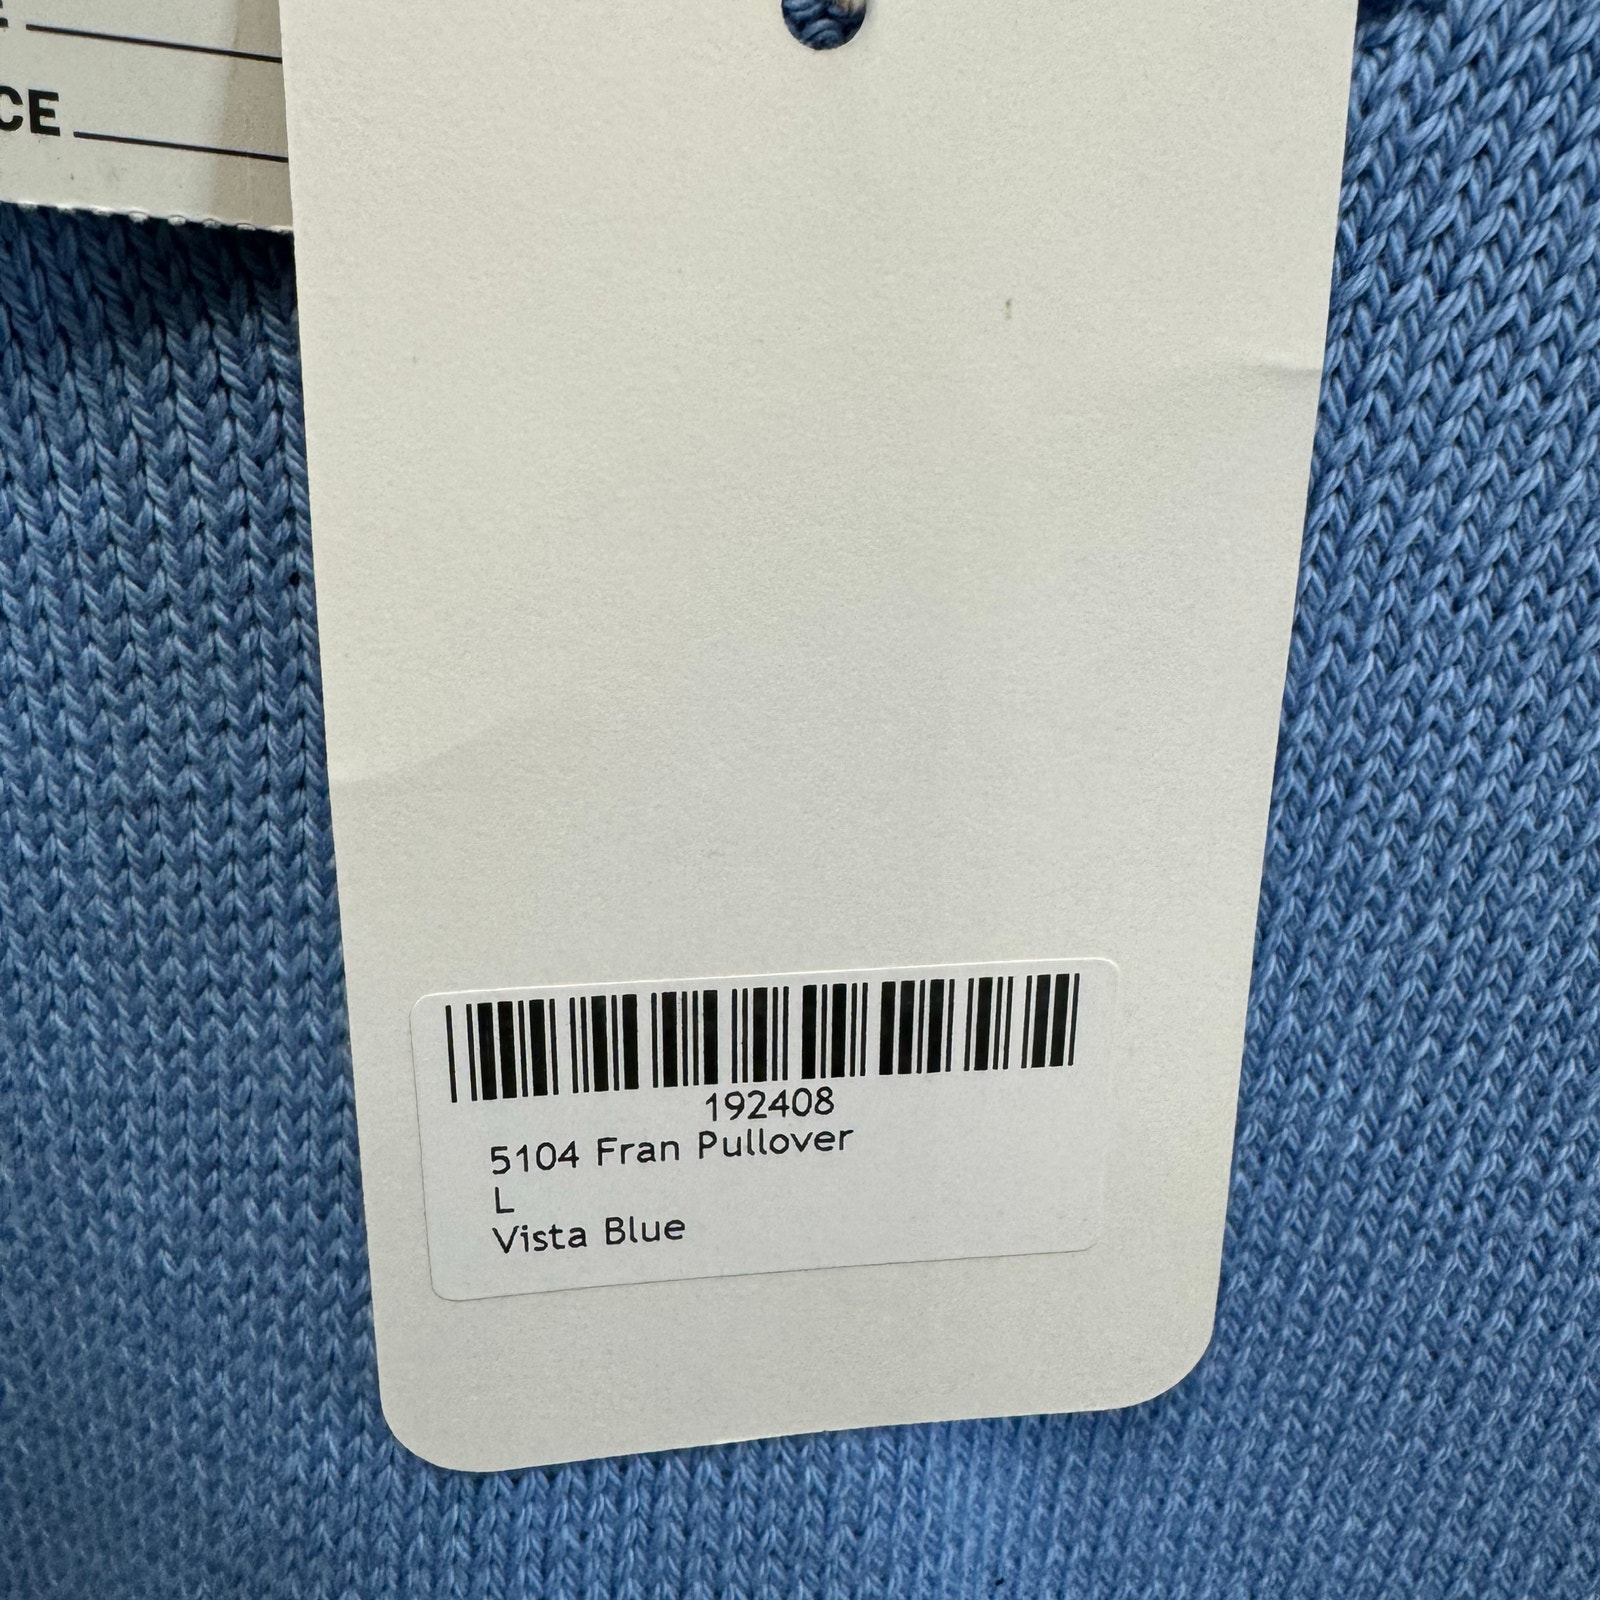 CE
192408
5104 Fran Pullover
L
Vista Blue